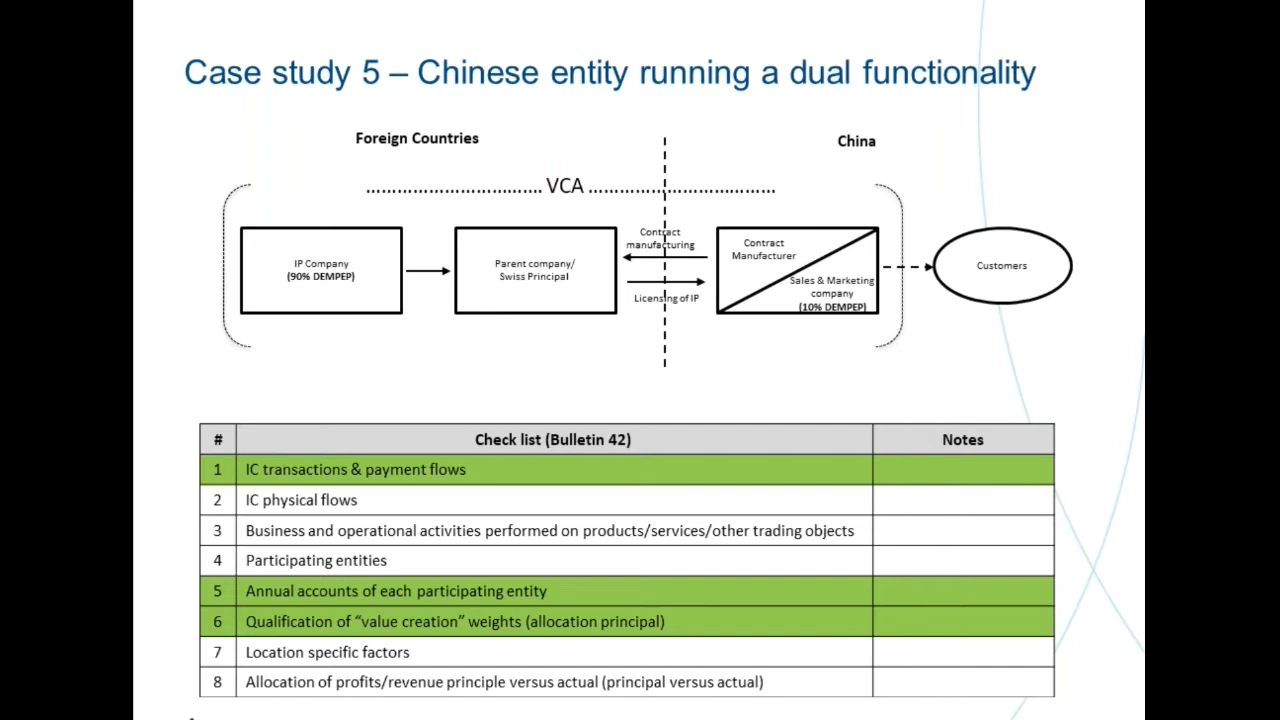 Case study 5 – Chinese entity running a dual functionality
Foreign Countries
China
VCA
IP Company
(90% DEMPEP)
Parent company/
Swiss Principal
Contract
manufacturing
Licensing of IP
Contract
Manufacturer
Sales & Marketing
company
(10% DEMPEP)
Customers
# Check list (Bulletin 42) Notes
1 IC transactions & payment flows
2 IC physical flows
3 Business and operational activities performed on products/services/other trading objects
4 Participating entities
5 Annual accounts of each participating entity
6 Qualification of “value creation” weights (allocation principal)
7 Location specific factors
8 Allocation of profits/revenue principle versus actual (principal versus actual)